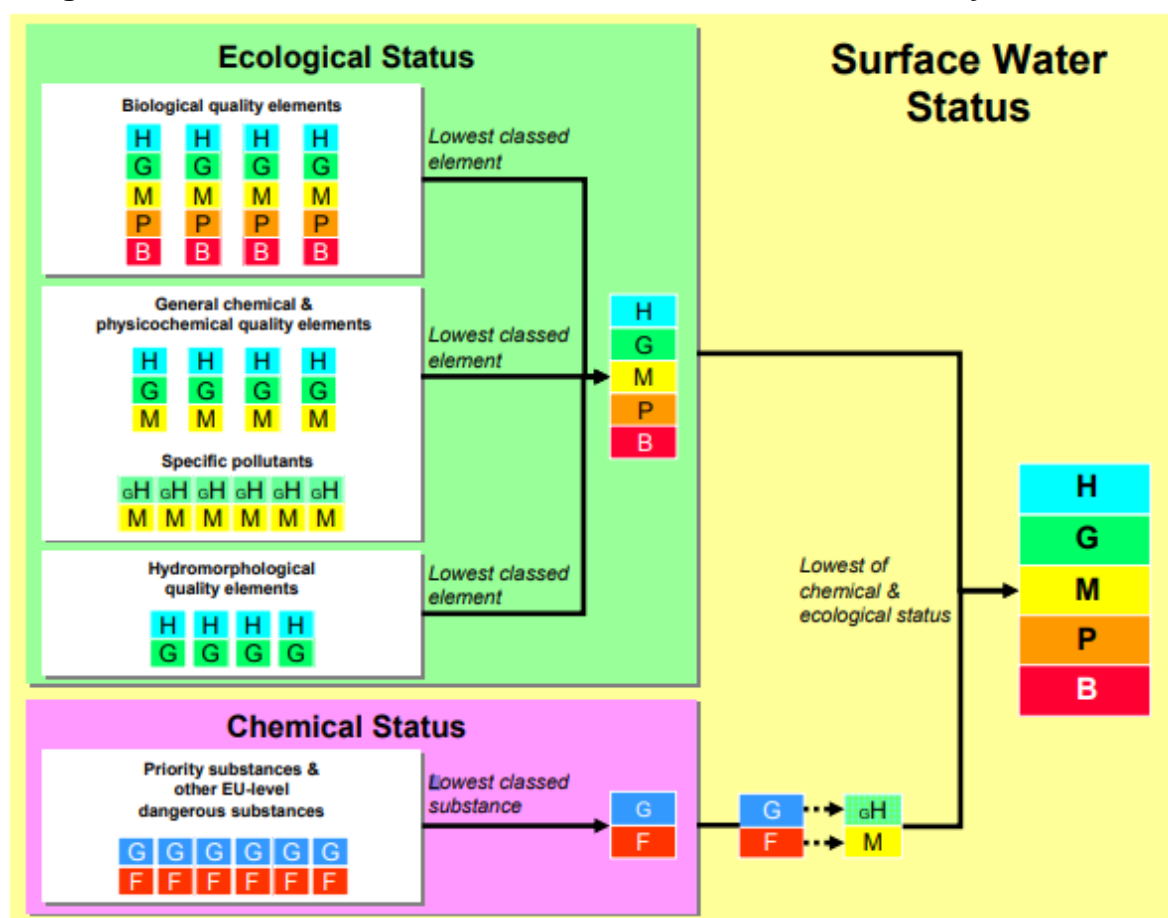 Ecological Status
Surface Water
Status
Biological quality elements
H H H H
G G G G
M M M M
P P P P
B B B B
Lowest classed
element
General chemical &
physicochemical quality elements
H H H H
G G G G
M M M M
Specific pollutants
GH GH GH GH GH GH
M M M M M M
Lowest classed
element
Hydromorphological
quality elements
H H H H
G G G G
Lowest classed
element
H
G
M
P
B
Lowest of
chemical &
ecological status
H
G
M
P
B
Chemical Status
Priority substances &
other EU-level
dangerous substances
G G G G G G
F F F F F F
Lowest classed
substance
G
F
G
F
GH
M